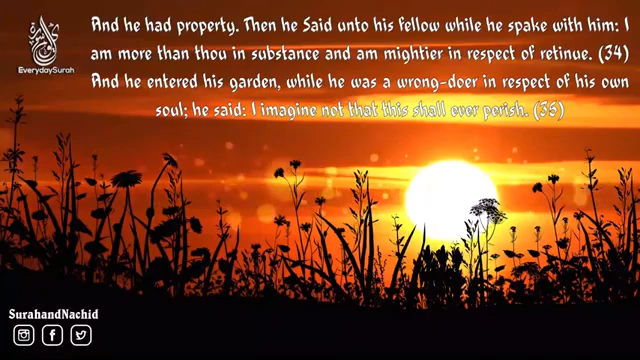 And he had property. Then he Said unto his fellow while he spake with him: I
am more than thou in substance and am mightier in respect of retinue. (34)
And he entered his garden, while he was a wrong-doer in respect of his own
soul; he said: I imagine not that this shall ever perish. (35)
EverydaySurah
SurahandNachid